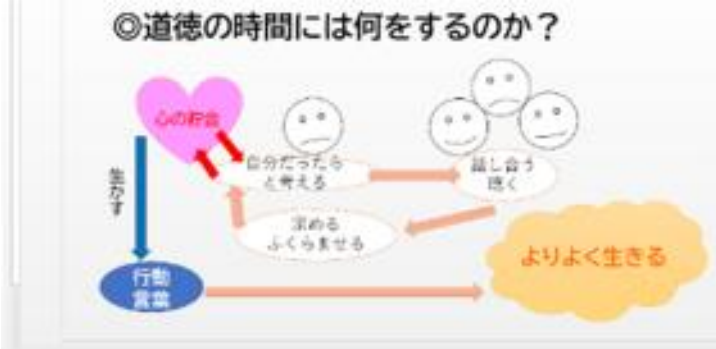 ◎道徳の時間には何をするのか？
心の貯金
自分だったら
と考える
話し合う
聴く
深める
ふくらませる
生かす
行動
言葉
よりよく生きる